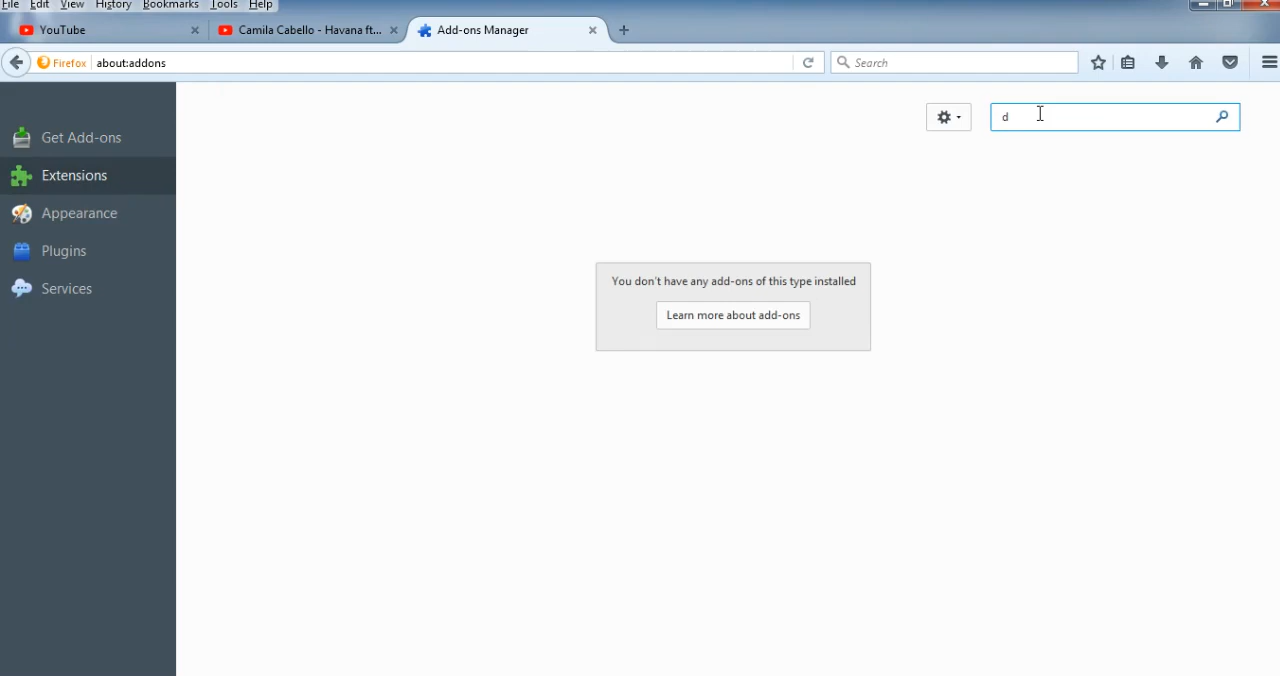 File Edit View History Bookmarks Tools Help
YouTube
Camila Cabello - Havana ft...
Add-ons Manager
Firefox
about:addons
Search
Get Add-ons
Extensions
Appearance
Plugins
Services
d
You don't have any add-ons of this type installed
Learn more about add-ons